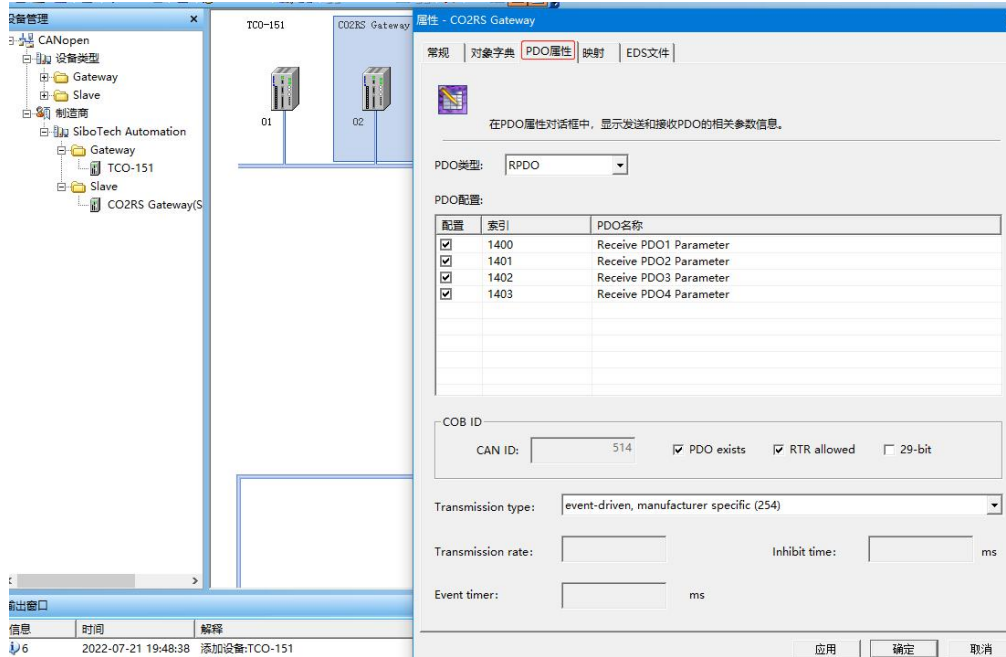 设备管理 ×
CANopen
设备类型
Gateway
Slave
制造商
SiboTech Automation
Gateway
TCO-151
Slave
CO2RS Gateway(S
TCO-151
CO2RS Gateway
01
02
属性 - CO2RS Gateway
常规 对象字典 PDO属性 映射 EDS文件
在PDO属性对话框中，显示发送和接收PDO的相关参数信息。
PDO类型: RPDO
PDO配置:
配置 索引 PDO名称
1400 Receive PDO1 Parameter
1401 Receive PDO2 Parameter
1402 Receive PDO3 Parameter
1403 Receive PDO4 Parameter
COB ID
CAN ID: 514 PDO exists RTR allowed 29-bit
Transmission type: event-driven, manufacturer specific (254)
Transmission rate: Inhibit time: ms
Event timer: ms
应用 确定 取消
输出窗口
信息 时间 解释
6 2022-07-21 19:48:38 添加设备:TCO-151